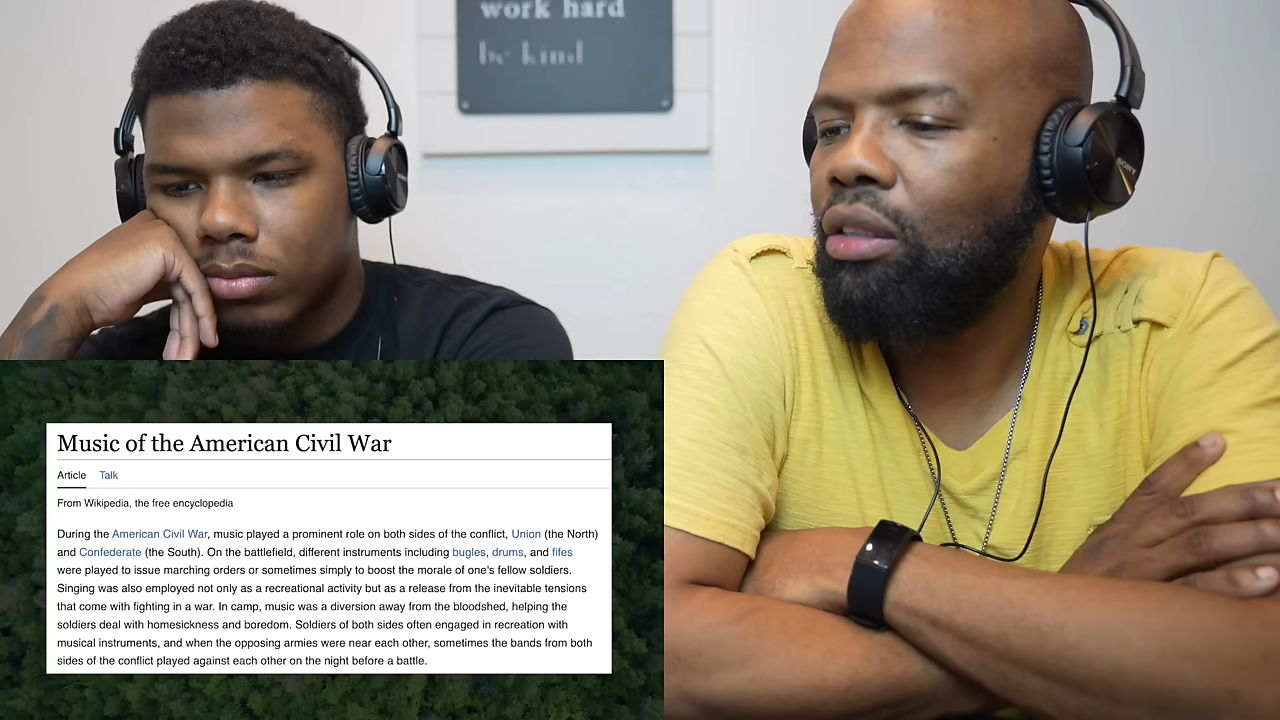 work hard
be kind
SONY
SONY
Music of the American Civil War
Article Talk
From Wikipedia, the free encyclopedia
During the American Civil War, music played a prominent role on both sides of the conflict, Union (the North)
and Confederate (the South). On the battlefield, different instruments including bugles, drums, and fifes
were played to issue marching orders or sometimes simply to boost the morale of one's fellow soldiers.
Singing was also employed not only as a recreational activity but as a release from the inevitable tensions
that come with fighting in a war. In camp, music was a diversion away from the bloodshed, helping the
soldiers deal with homesickness and boredom. Soldiers of both sides often engaged in recreation with
musical instruments, and when the opposing armies were near each other, sometimes the bands from both
sides of the conflict played against each other on the night before a battle.